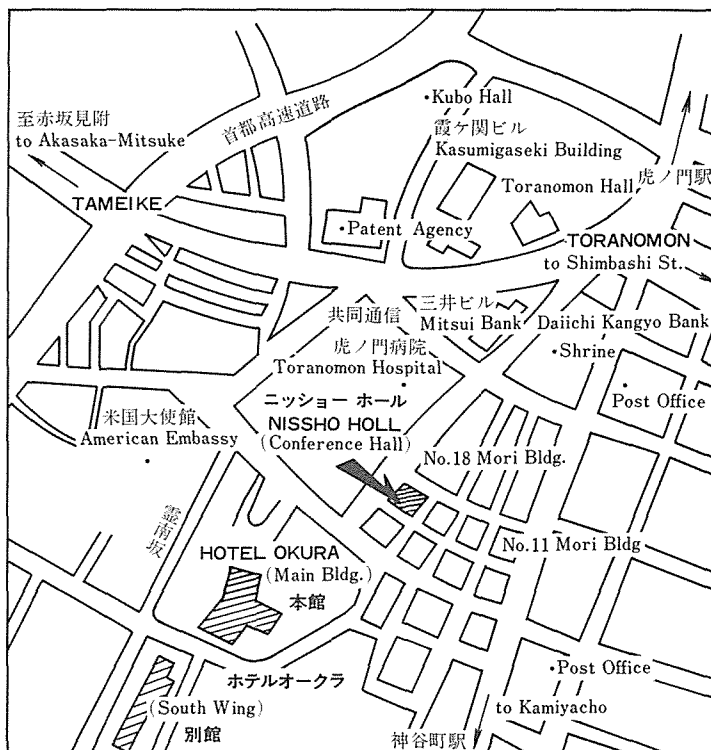 ・Kubo Hall
至赤坂見附
to Akasaka-Mitsuke
首都高速道路
霞ケ関ビル
Kasumigaseki Building
Toranomon Hall
虎ノ門駅
TAMEIKE
・Patent Agency
TORANOMON
to Shimbashi St.
共同通信
三井ビル
Mitsui Bank
Daiichi Kangyo Bank
虎ノ門病院
Toranomon Hospital
・Shrine
Post Office
ニッショー ホール
NISSHO HOLL
(Conference Hall)
米国大使館
American Embassy
No.18 Mori Bldg.
霊南坂
No.11 Mori Bldg
HOTEL OKURA
(Main Bldg.)
本館
ホテルオークラ
・Post Office
(South Wing)
別館
to Kamiyacho
神谷町駅